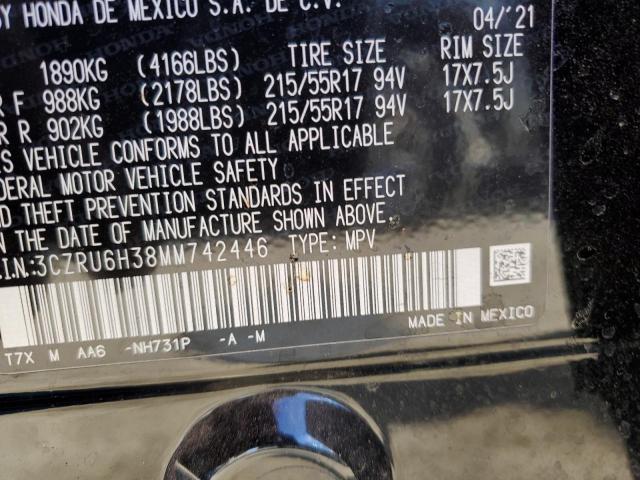 BY HONDA DE MEXICO S.A. DE C.V. 04/'21
1890KG (4166LBS) TIRE SIZE RIM SIZE
F 988KG (2178LBS) 215/55R17 94V 17X7.5J
R 902KG (1988LBS) 215/55R17 94V 17X7.5J
VEHICLE CONFORMS TO ALL APPLICABLE
MOTOR VEHICLE SAFETY
THEFT PREVENTION STANDARDS IN EFFECT
THE DATE OF MANUFACTURE SHOWN ABOVE.
3CZRU6H38MM742446 TYPE: MPV
MADE IN MEXICO
T7X M AA6 -NH731P -A -M